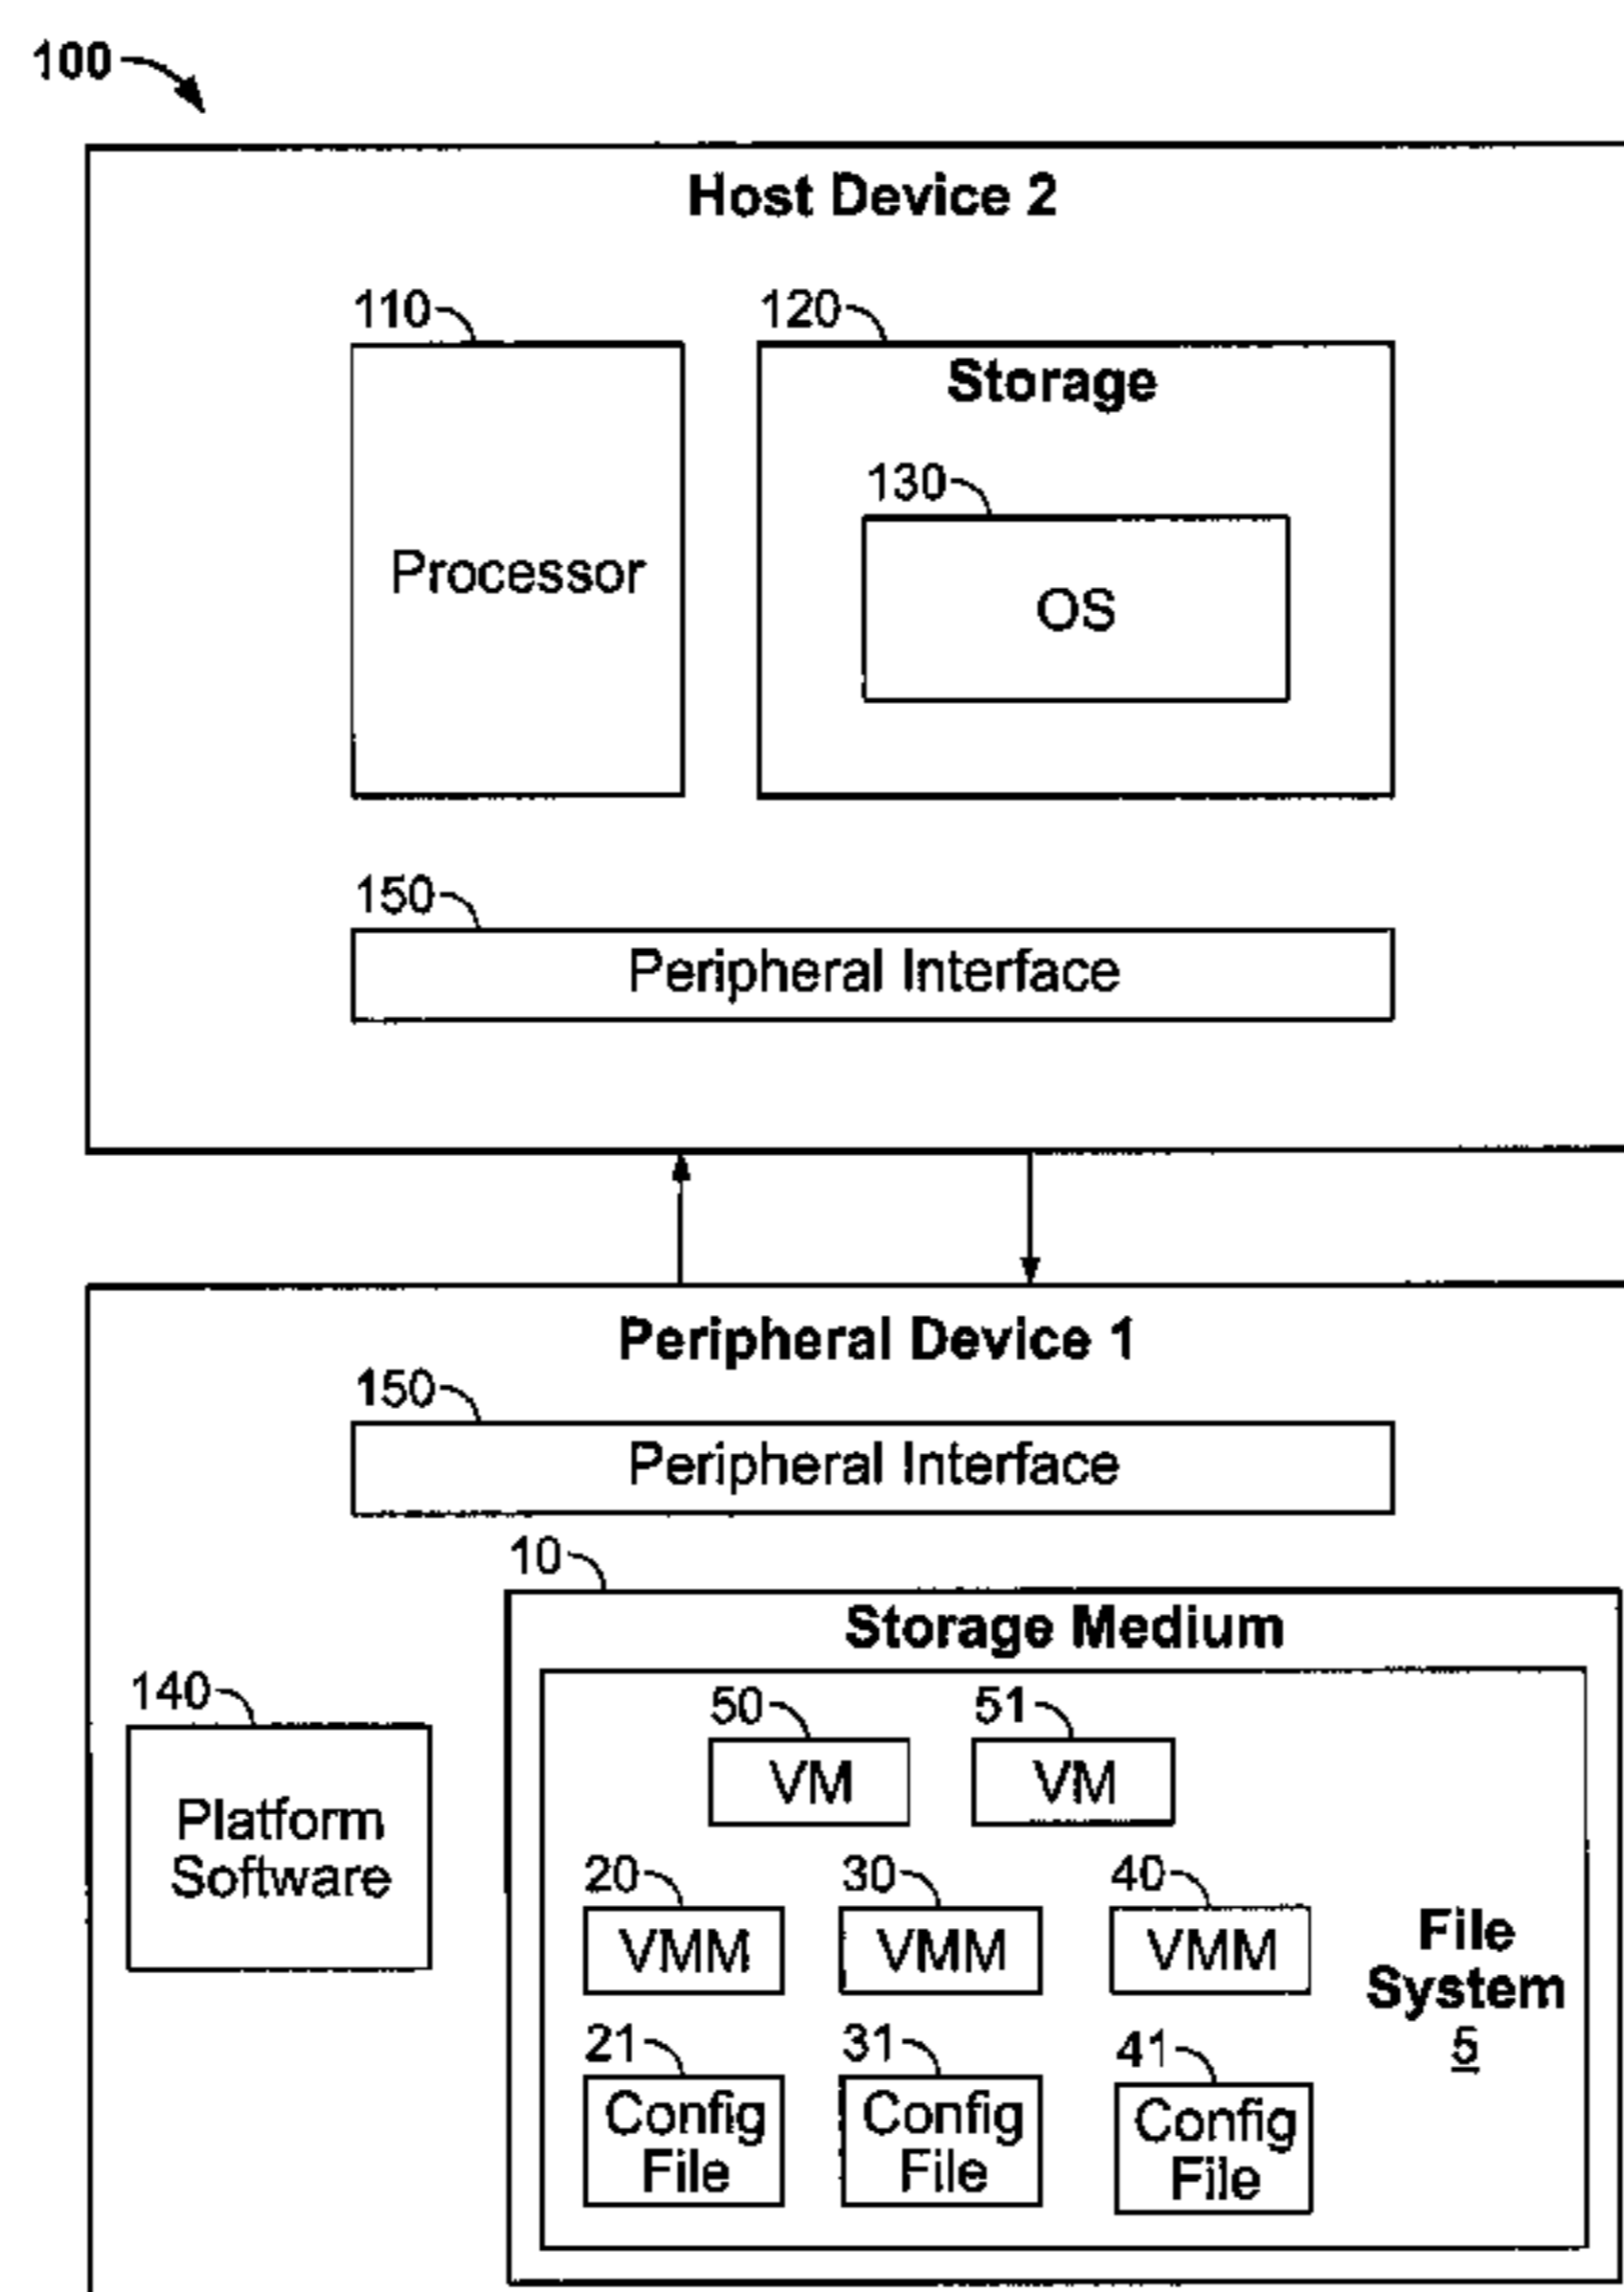 100
Host Device 2
110
120
Storage
130
Processor
OS
150
Peripheral Interface
Peripheral Device 1
150
Peripheral Interface
10
Storage Medium
140
Platform
Software
50
51
VM
VM
20
30
40
VMM
VMM
VMM
File
System
5
21
31
41
Config
File
Config
File
Config
File